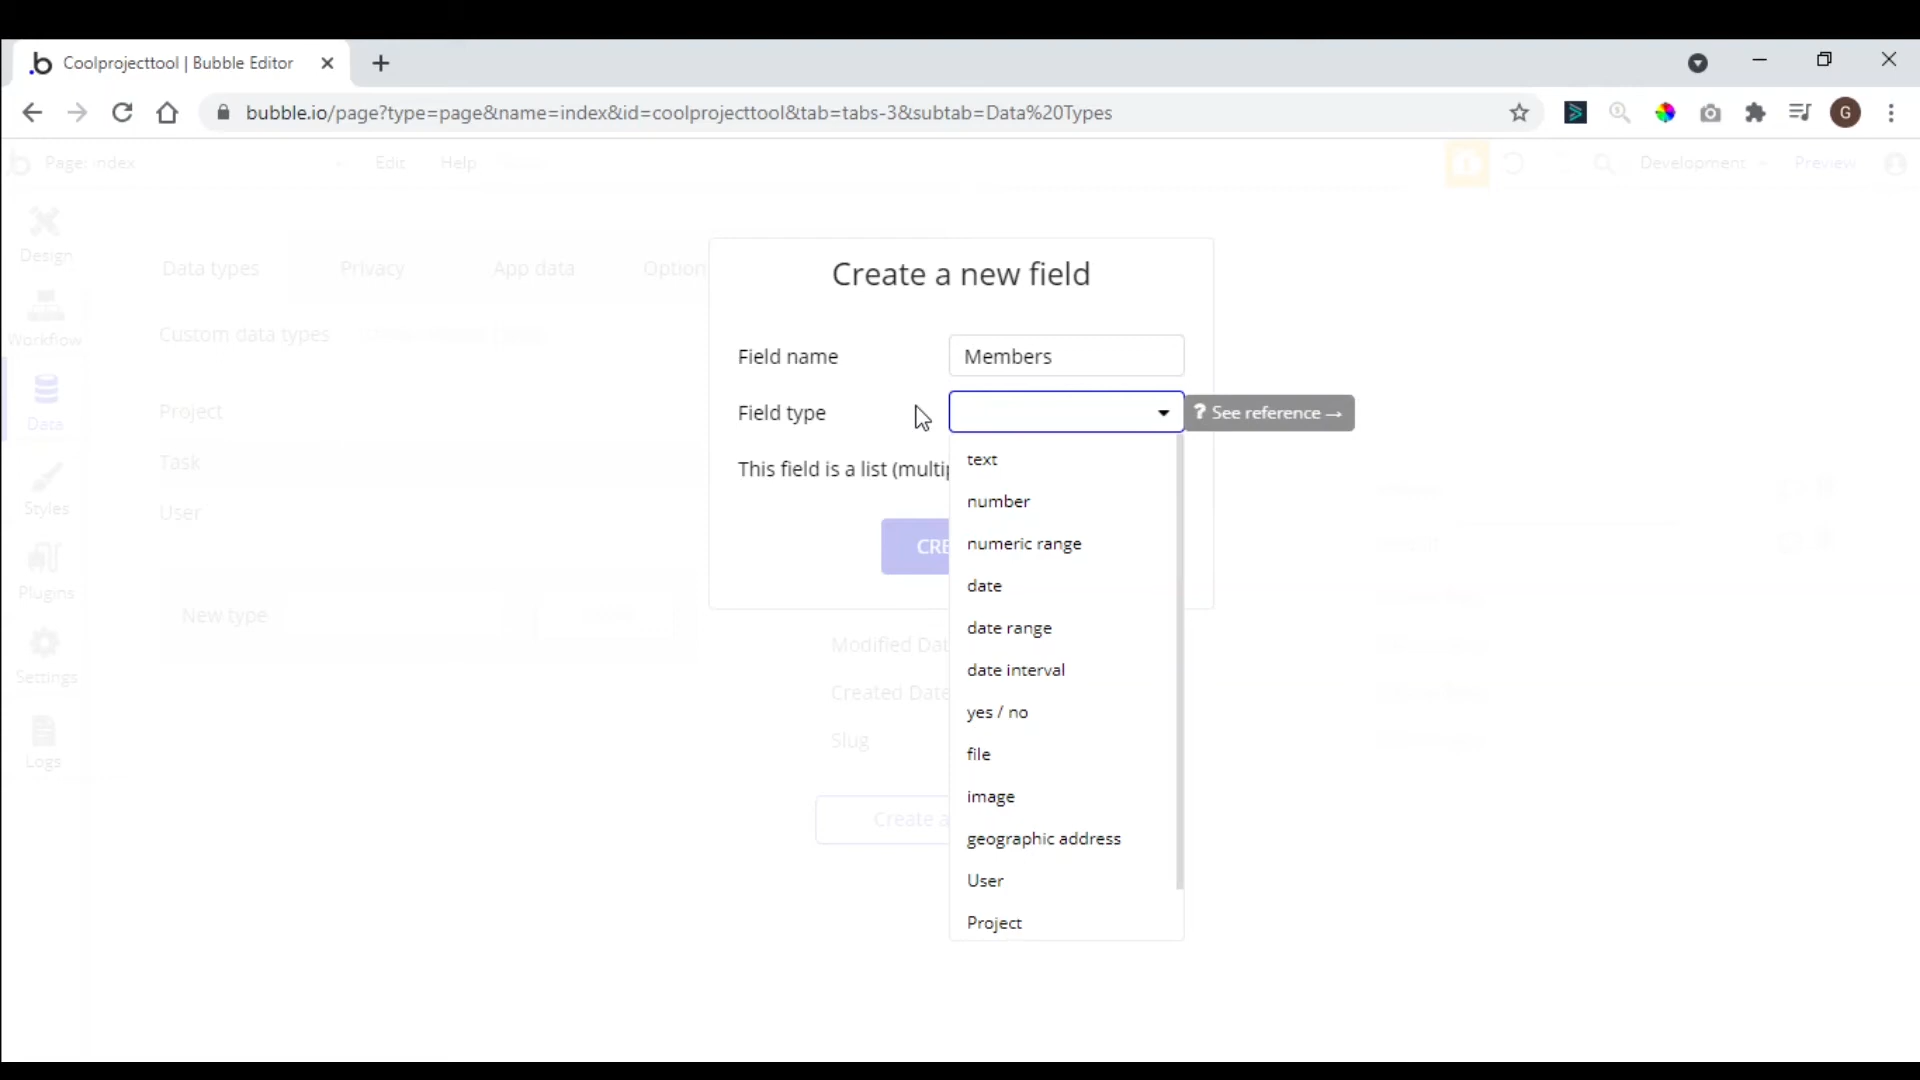 Coolprojecttool | Bubble Editor
bubble.io/page?type=page&name=index&id=coolprojecttool&tab=tabs-3&subtab=Data%20Types
G
Page: index
Edit
Help
Development
Preview
Design
Workflow
Data
Styles
Plugins
Settings
Logs
Data types
Privacy
App data
Option
Custom data types
Project
Task
User
New type
Create a new field
Field name
Members
Field type
? See reference →
This field is a list (multip
CRE
text
number
numeric range
date
date range
date interval
yes / no
file
image
geographic address
User
Project
Modified Dat
Created Date
Slug
Create a